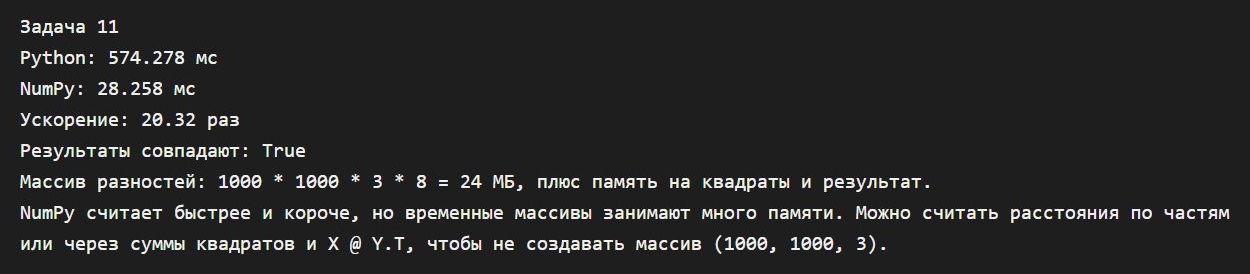 Задача 11
Python: 574.278 мс
NumPy: 28.258 мс
Ускорение: 20.32 раз
Результаты совпадают: True
Массив разностей: 1000 * 1000 * 3 * 8 = 24 МБ, плюс память на квадраты и результат.
NumPy считает быстрее и короче, но временные массивы занимают много памяти. Можно считать расстояния по частям
или через суммы квадратов и X @ Y.T, чтобы не создавать массив (1000, 1000, 3).